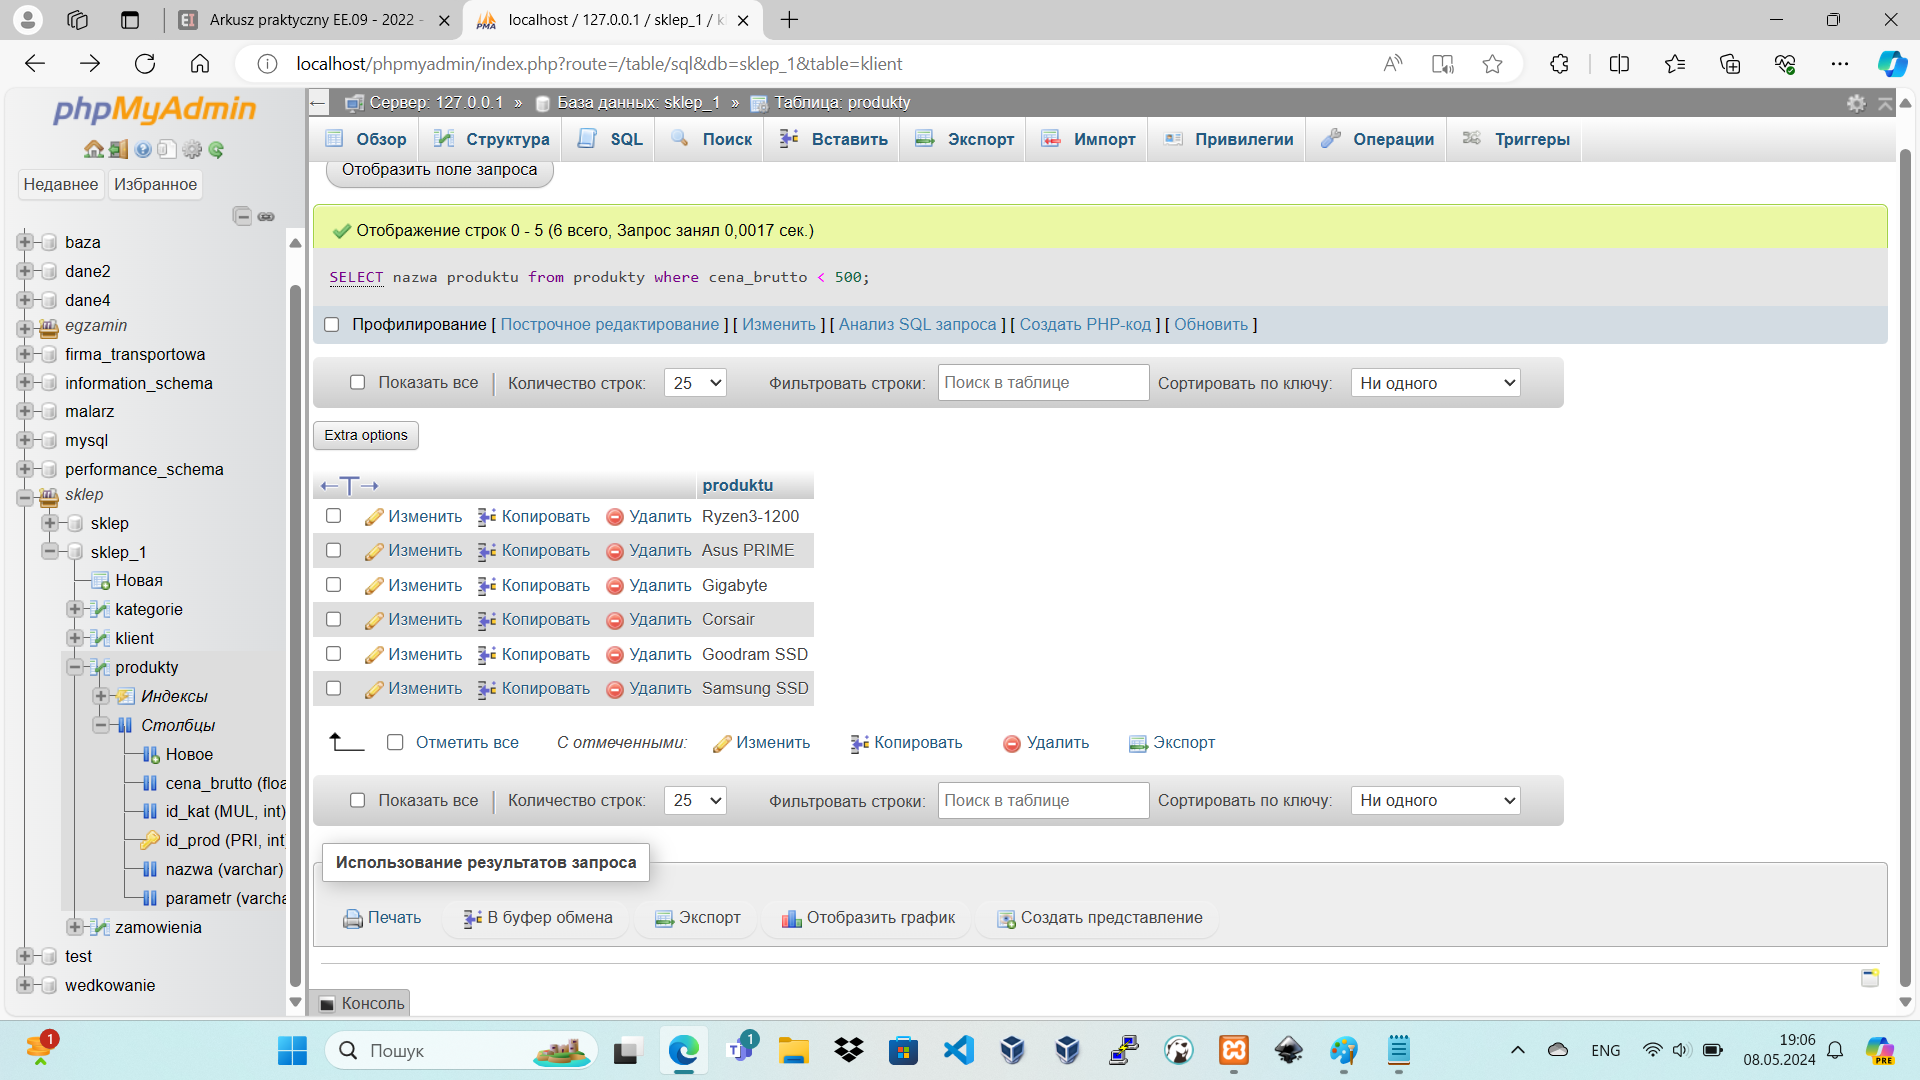 Arkusz praktyczny EE.09 - 2022 -
localhost / 127.0.0.1 / sklep_1 / k
localhost/phpmyadmin/index.php?route=/table/sql&db=sklep_1&table=klient
phpMyAdmin
Недавнее Избранное
baza
dane2
dane4
egzamin
firma_transportowa
information_schema
malarz
mysql
performance_schema
sklep
sklep
sklep_1
Новая
kategorie
klient
produkty
Индексы
Столбцы
Новое
cena_brutto (floa
id_kat (MUL, int)
id_prod (PRI, int
nazwa (varchar)
parametr (varcha
zamowienia
test
wedkowanie
Сервер: 127.0.0.1 » База данных: sklep_1 » Таблица: produkty
Обзор Структура SQL Поиск Вставить Экспорт Импорт Привилегии Операции Триггеры
Отобразить поле запроса
Отображение строк 0 - 5 (6 всего, Запрос занял 0,0017 сек.)
SELECT nazwa produktu from produkty where cena_brutto < 500;
Профилирование [ Построчное редактирование ] [ Изменить ] [ Анализ SQL запроса ] [ Создать PHP-код ] [ Обновить ]
Показать все Количество строк: 25 Фильтровать строки: Поиск в таблице Сортировать по ключу: Ни одного
Extra options
←T→ produktu
Изменить Копировать Удалить Ryzen3-1200
Изменить Копировать Удалить Asus PRIME
Изменить Копировать Удалить Gigabyte
Изменить Копировать Удалить Corsair
Изменить Копировать Удалить Goodram SSD
Изменить Копировать Удалить Samsung SSD
Отметить все С отмеченными: Изменить Копировать Удалить Экспорт
Показать все Количество строк: 25 Фильтровать строки: Поиск в таблице Сортировать по ключу: Ни одного
Использование результатов запроса
Печать В буфер обмена Экспорт Отобразить график Создать представление
Консоль
1
Пошук
1
ENG
19:06
08.05.2024
PRE